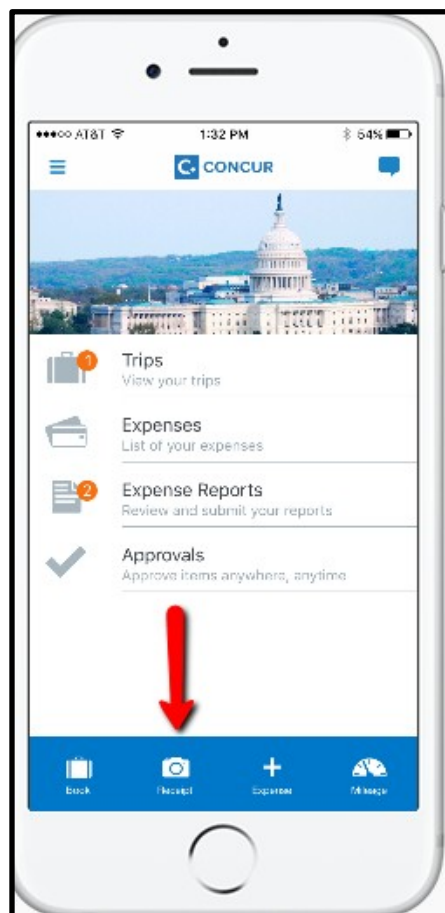 AT&T 1:32 PM 54%
C. CONCUR
1
Trips
View your trips
Expenses
List of your expenses
2
Expense Reports
Review and submit your reports
Approvals
Approve items anywhere, anytime
Book Receipt Expense Mileage